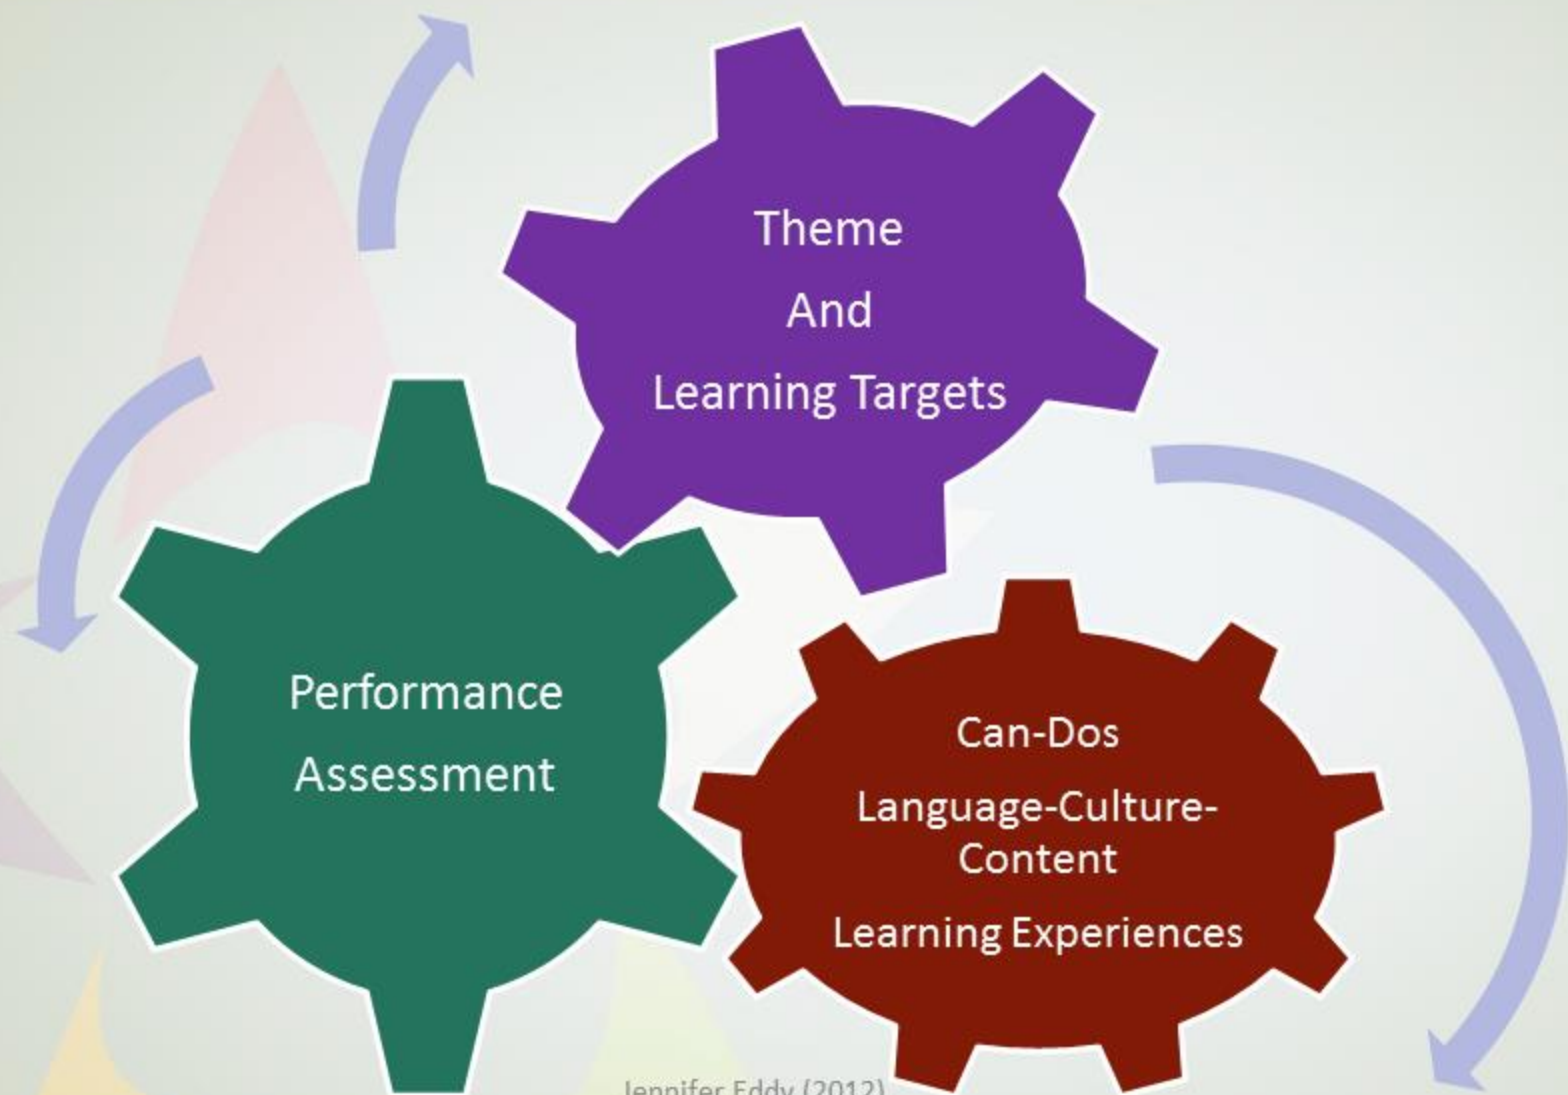 Theme
And
Learning Targets
Performance
Assessment
Can-Dos
Language-Culture-
Content
Learning Experiences
Jennifer Eddy (2012)